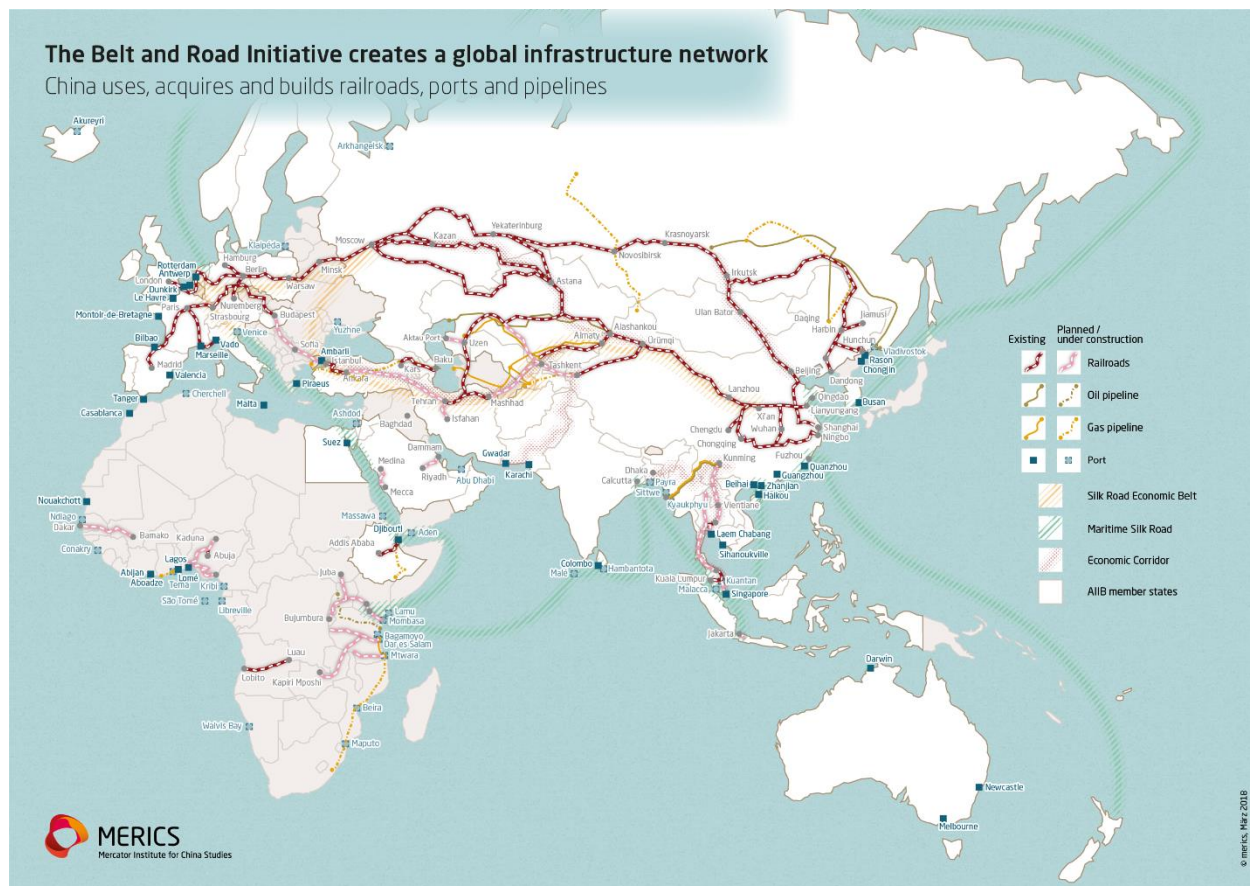 The Belt and Road Initiative creates a global infrastructure network
China uses, acquires and builds railroads, ports and pipelines
Akureyri
Arkhangelsk
Klaipėda
Moscow
Kazan
Yekaterinburg
Krasnoyarsk
Novosibirsk
Rotterdam
Antwerp
London
Dunkirk
Le Havre
Hamburg
Berlin
Minsk
Warsaw
Paris
Nuremberg
Strasbourg
Budapest
Astana
Irkutsk
Ulan Bator
Daqing
Harbin
Jiamusi
Montoir-de-Bretagne
Venice
Yuzhne
Bilbao
Vado
Marseille
Madrid
Valencia
Sofia
Ambarli
Istanbul
Ankara
Kars
Baku
Aktau Port
Uzen
Almaty
Alashankou
Ürümqi
Tashkent
Hunchun
Vladivostok
Rason
Chongjin
Beijing
Dandong
Tanger
Casablanca
Cherchell
Malta
Piraeus
Ashdod
Baghdad
Tehran
Mashhad
Isfahan
Lanzhou
Qingdao
Lianyungang
Xi'an
Wuhan
Busan
Chengdu
Chongqing
Shanghai
Ningbo
Suez
Dammam
Medina
Riyadh
Mecca
Abu Dhabi
Gwadar
Karachi
Kunming
Fuzhou
Quanzhou
Guangzhou
Zhanjian
Haikou
Beihai
Dhaka
Calcutta
Payra
Sittwe
Kyaukphyu
Vientiane
Nouakchott
Ndiago
Dakar
Bamako
Conakry
Kaduna
Abuja
Lagos
Abijan
Aboadze
Lomé
Tema
Kribi
São Tomé
Libreville
Massawa
Djibouti
Aden
Addis Ababa
Juba
Colombo
Malé
Hambantota
Laem Chabang
Sihanoukville
Kuala Lumpur
Kuantan
Malacca
Singapore
Jakarta
Bujumbura
Lamu
Mombasa
Bagamoyo
Dar es-Salam
Mtwara
Luau
Lobito
Kapiri Mposhi
Beira
Walvis Bay
Maputo
Darwin
Newcastle
Melbourne
Existing
Planned /
under construction
Railroads
Oil pipeline
Gas pipeline
Port
Silk Road Economic Belt
Maritime Silk Road
Economic Corridor
AIIB member states
MERICS
Mercator Institute for China Studies
© merics, März 2018